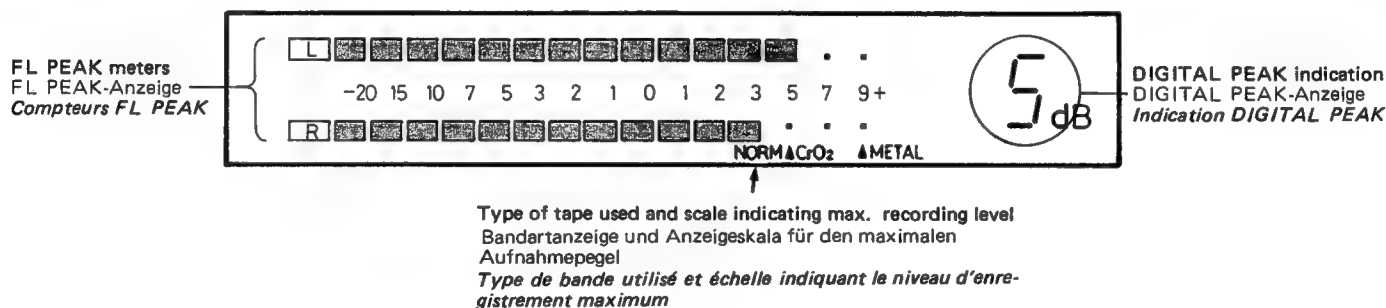 FL PEAK meters
FL PEAK-Anzeige
Compteurs FL PEAK
L
-20 15 10 7 5 3 2 1 0 1 2 3 5 7 9+
R
NORM▲CrO₂ ▲METAL
5 dB
DIGITAL PEAK indication
DIGITAL PEAK-Anzeige
Indication DIGITAL PEAK
Type of tape used and scale indicating max. recording level
Bandartanzeige und Anzeigeskala für den maximalen
Aufnahmepegel
Type de bande utilisé et échelle indiquant le niveau d'enre-
gistrement maximum